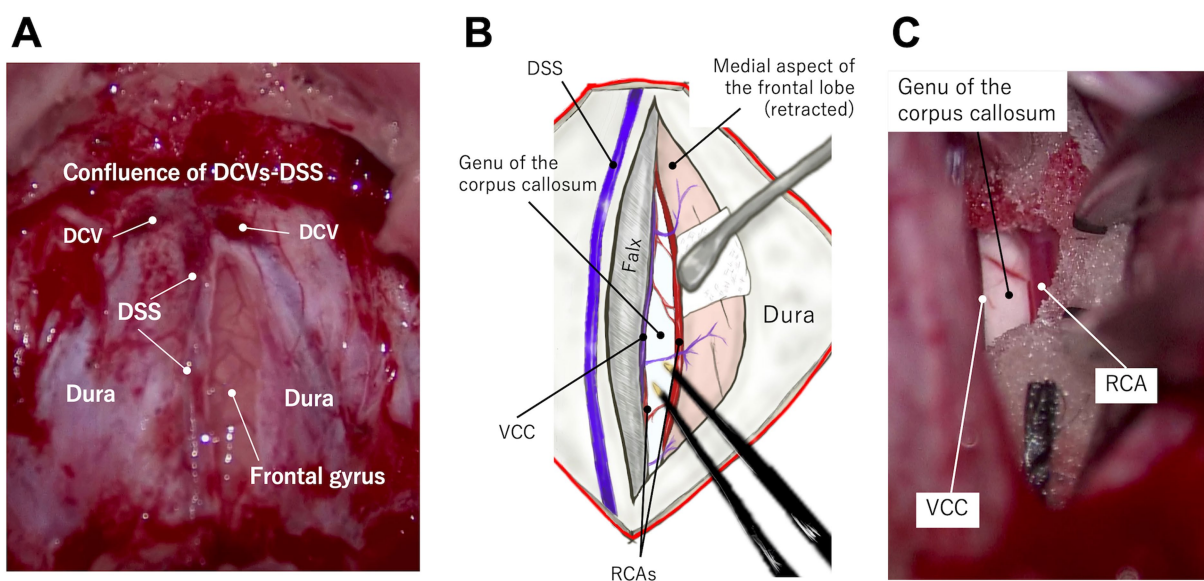 A
Confluence of DCVs-DSS
DCV
DCV
DSS
Dura
Dura
Frontal gyrus
B
DSS
Medial aspect of
the frontal lobe
(retracted)
Genu of the
corpus callosum
Falx
Dura
VCC
RCAs
C
Genu of the
corpus callosum
RCA
VCC